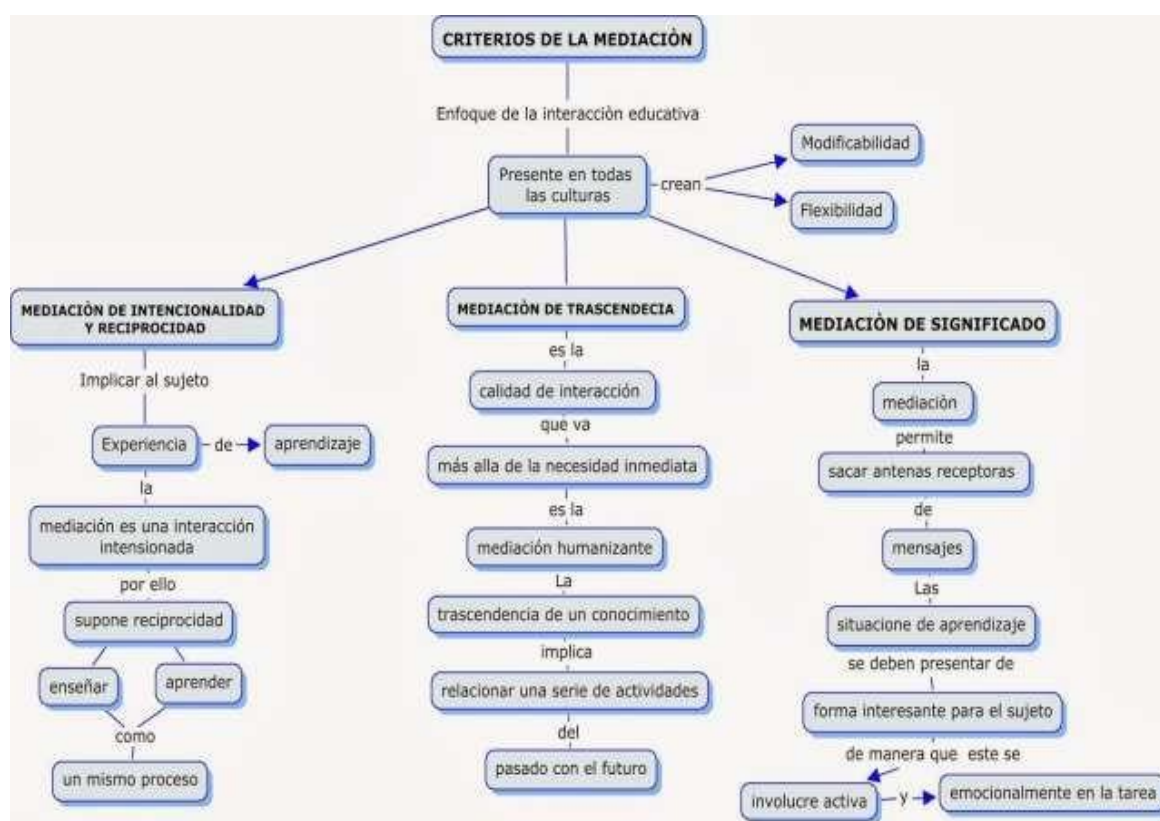 CRITERIOS DE LA MEDIACIÒN
Enfoque de la interacciòn educativa
Presente en todas
las culturas
crean
Modificabilidad
Flexibilidad
MEDIACIÒN DE INTENCIONALIDAD
Y RECIPROCIDAD
Implicar al sujeto
Experiencia
de
aprendizaje
la
mediación es una interacción
intensionada
por ello
supone reciprocidad
enseñar
aprender
como
un mismo proceso
MEDIACIÒN DE TRASCENDECIA
es la
calidad de interacción
que va
más alla de la necesidad inmediata
es la
mediación humanizante
La
trascendencia de un conocimiento
implica
relacionar una serie de actividades
del
pasado con el futuro
MEDIACIÒN DE SIGNIFICADO
la
mediaciòn
permite
sacar antenas receptoras
de
mensajes
Las
situacione de aprendizaje
se deben presentar de
forma interesante para el sujeto
de manera que este se
involucre activa
y
emocionalmente en la tarea